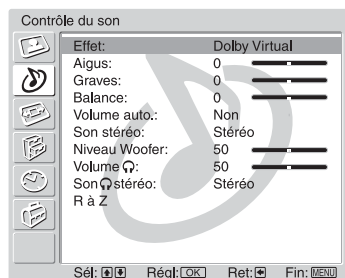 Contrôle du son
Effet: Dolby Virtual
Aigus: 0
Graves: 0
Balance: 0
Volume auto.: Non
Son stéréo: Stéréo
Niveau Woofer: 50
Volume 🎧: 50
Son 🎧 stéréo: Stéréo
R à Z
Sél: Régl: OK Ret: Fin: MENU